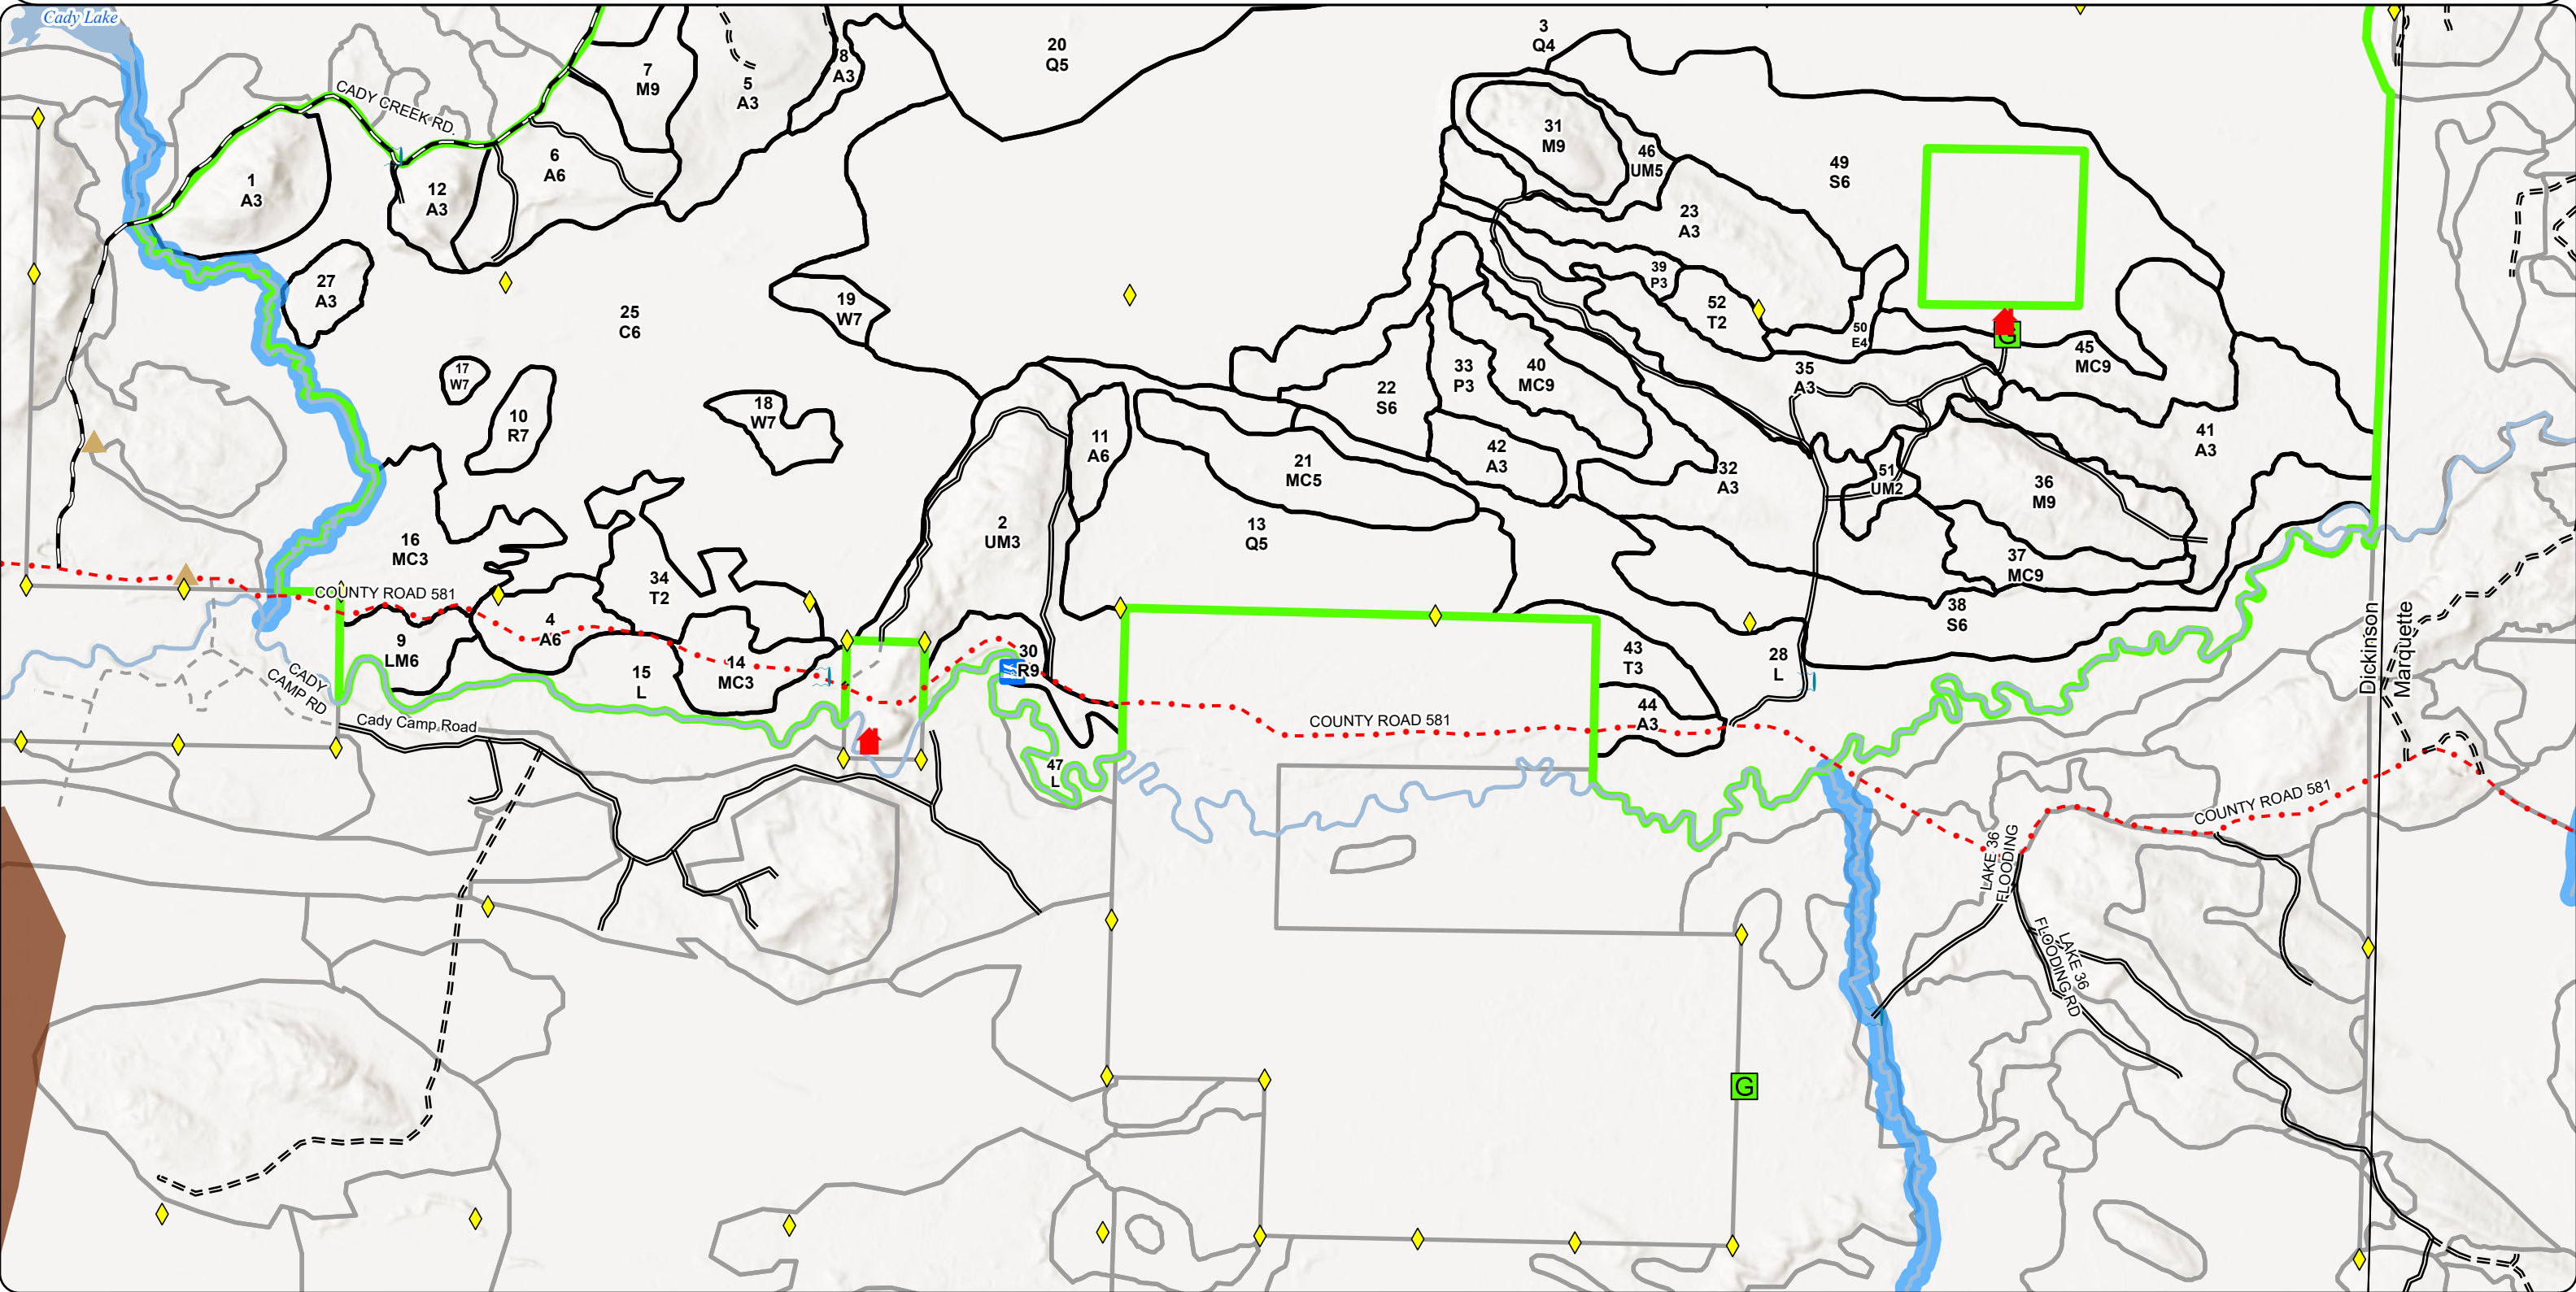 Cady Lake
3
Q4
20
Q5
8
A3
7
M9
5
A3
CADY CREEK RD.
31
M9
46
UM5
49
S6
6
A6
1
A3
12
A3
23
A3
27
A3
39
P3
52
T2
19
W7
25
C6
50
E4
G
45
MC9
17
W7
33
P3
40
MC9
35
A3
22
S6
18
W7
10
R7
11
A6
41
A3
42
A3
21
MC5
32
A3
51
UM2
36
M9
2
UM3
13
Q5
16
MC3
37
MC9
34
T2
COUNTY ROAD 581
38
S6
4
A6
9
LM6
30
R9
43
T3
28
L
Dickinson
Marquette
15
L
14
MC3
CADY
CAMP RD
Cady Camp Road
44
A3
COUNTY ROAD 581
47
L
COUNTY ROAD 581
LAKE 36
FLOODING
LAKE 36
FLOODING RD
G